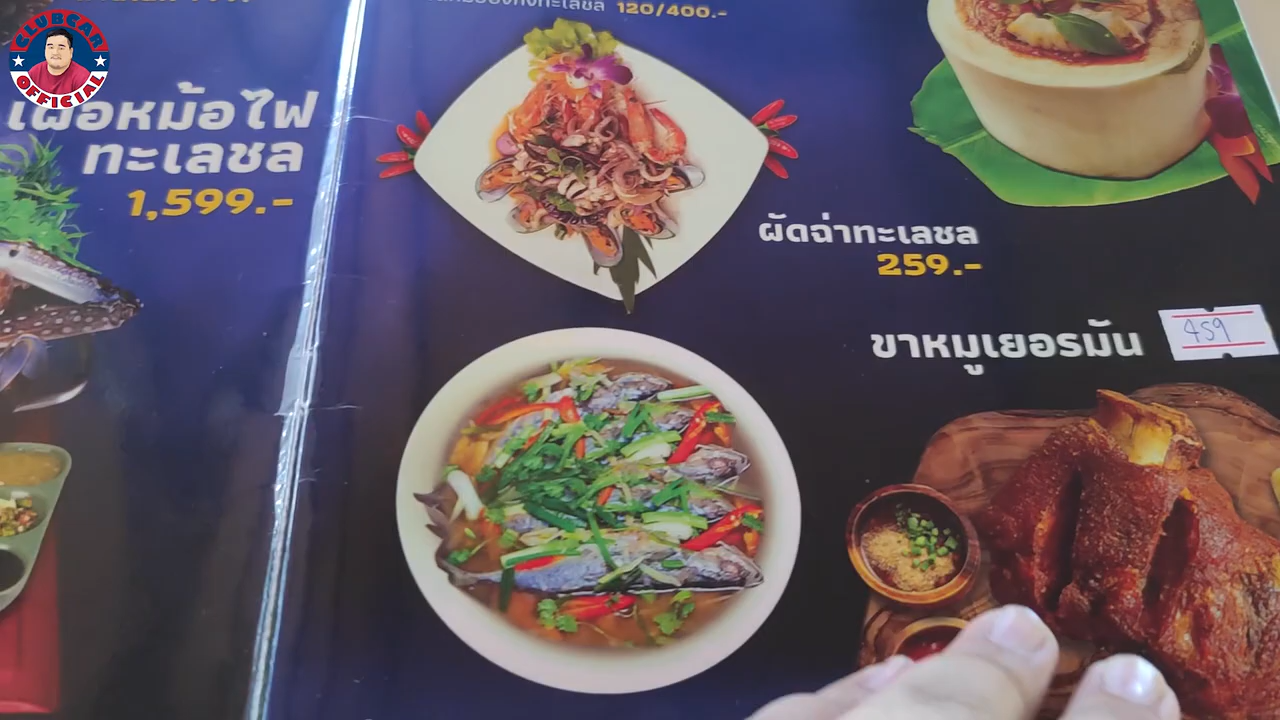 CLUBCAR
OFFICIAL
120/400.-
เผือหม้อไฟ
ทะเลชล
1,599.-
ผัดฉ่าทะเลชล
259.-
ขาหมูเยอรมัน
459